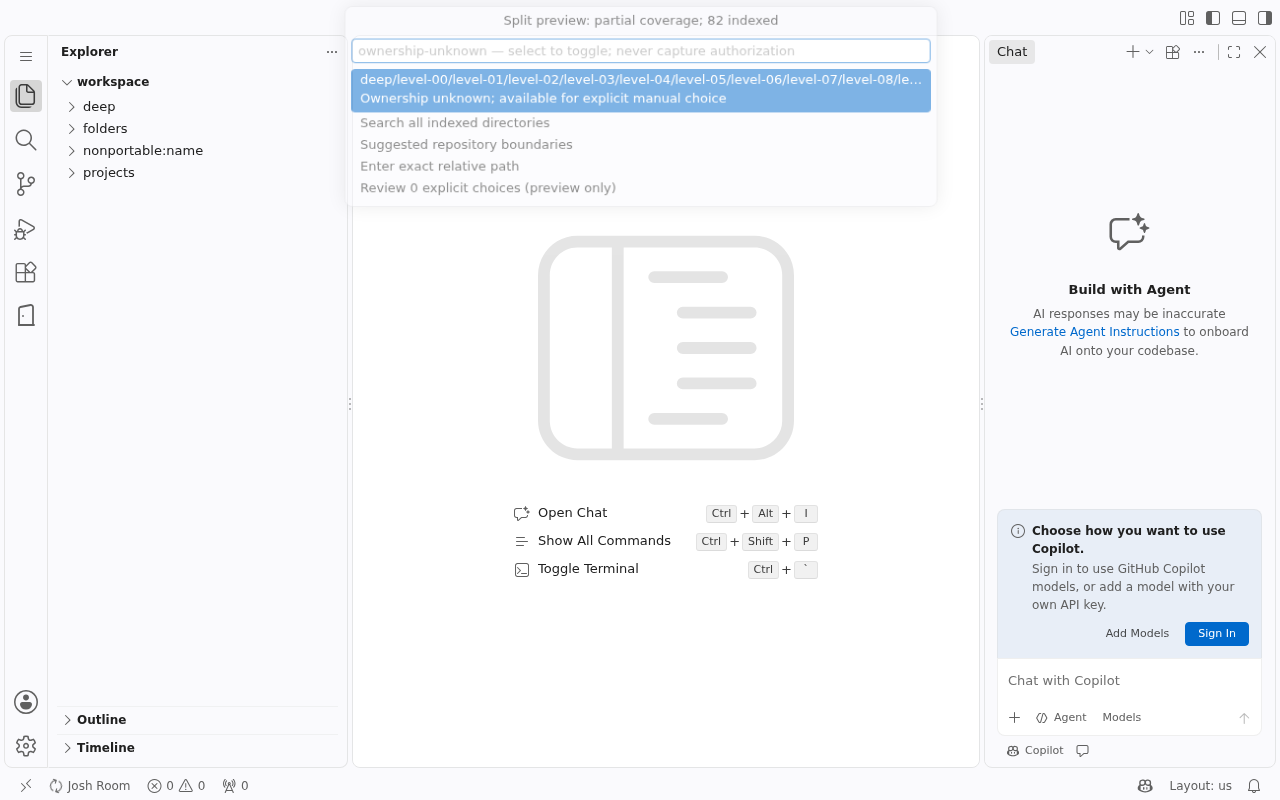 Split preview: partial coverage; 82 indexed
ownership-unknown — select to toggle; never capture authorization
deep/level-00/level-01/level-02/level-03/level-04/level-05/level-06/level-07/level-08/le...
Ownership unknown; available for explicit manual choice
Search all indexed directories
Suggested repository boundaries
Enter exact relative path
Review 0 explicit choices (preview only)
Explorer
workspace
deep
folders
nonportable:name
projects
Outline
Timeline
Open Chat Ctrl + Alt + I
Show All Commands Ctrl + Shift + P
Toggle Terminal Ctrl + `
Chat
Build with Agent
AI responses may be inaccurate
Generate Agent Instructions to onboard
AI onto your codebase.
Choose how you want to use
Copilot.
Sign in to use GitHub Copilot
models, or add a model with your
own API key.
Add Models Sign In
Chat with Copilot
Agent Models
Copilot
Josh Room 0 0 0 Layout: us